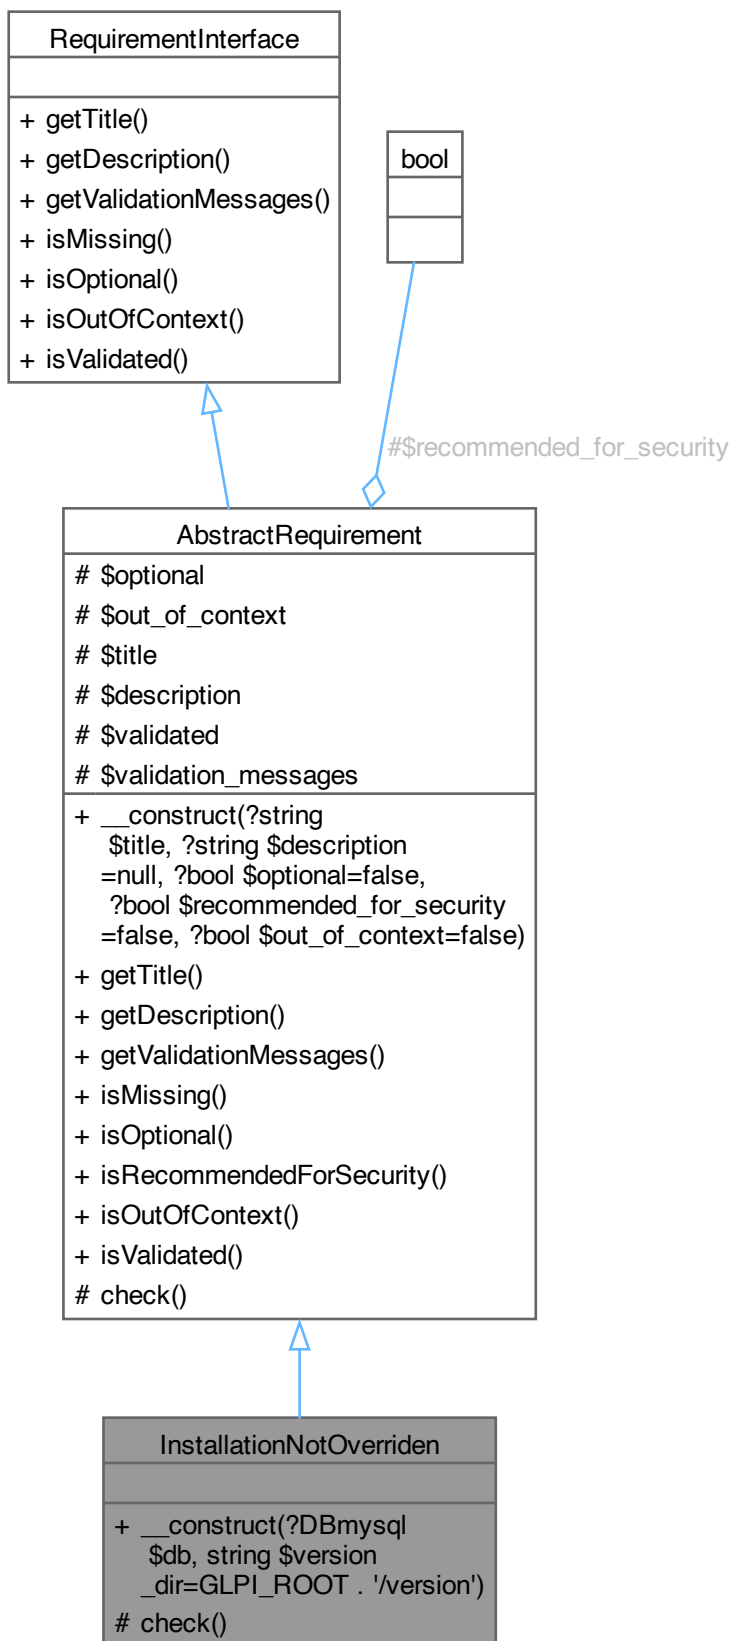 RequirementInterface
+ getTitle()
+ getDescription()
+ getValidationMessages()
+ isMissing()
+ isOptional()
+ isOutOfContext()
+ isValidated()
bool
#$recommended_for_security
AbstractRequirement
# $optional
# $out_of_context
# $title
# $description
# $validated
# $validation_messages
+ __construct(?string
$title, ?string $description
=null, ?bool $optional=false,
?bool $recommended_for_security
=false, ?bool $out_of_context=false)
+ getTitle()
+ getDescription()
+ getValidationMessages()
+ isMissing()
+ isOptional()
+ isRecommendedForSecurity()
+ isOutOfContext()
+ isValidated()
# check()
InstallationNotOverriden
+ __construct(?DBmysql
$db, string $version
_dir=GLPI_ROOT . '/version')
# check()